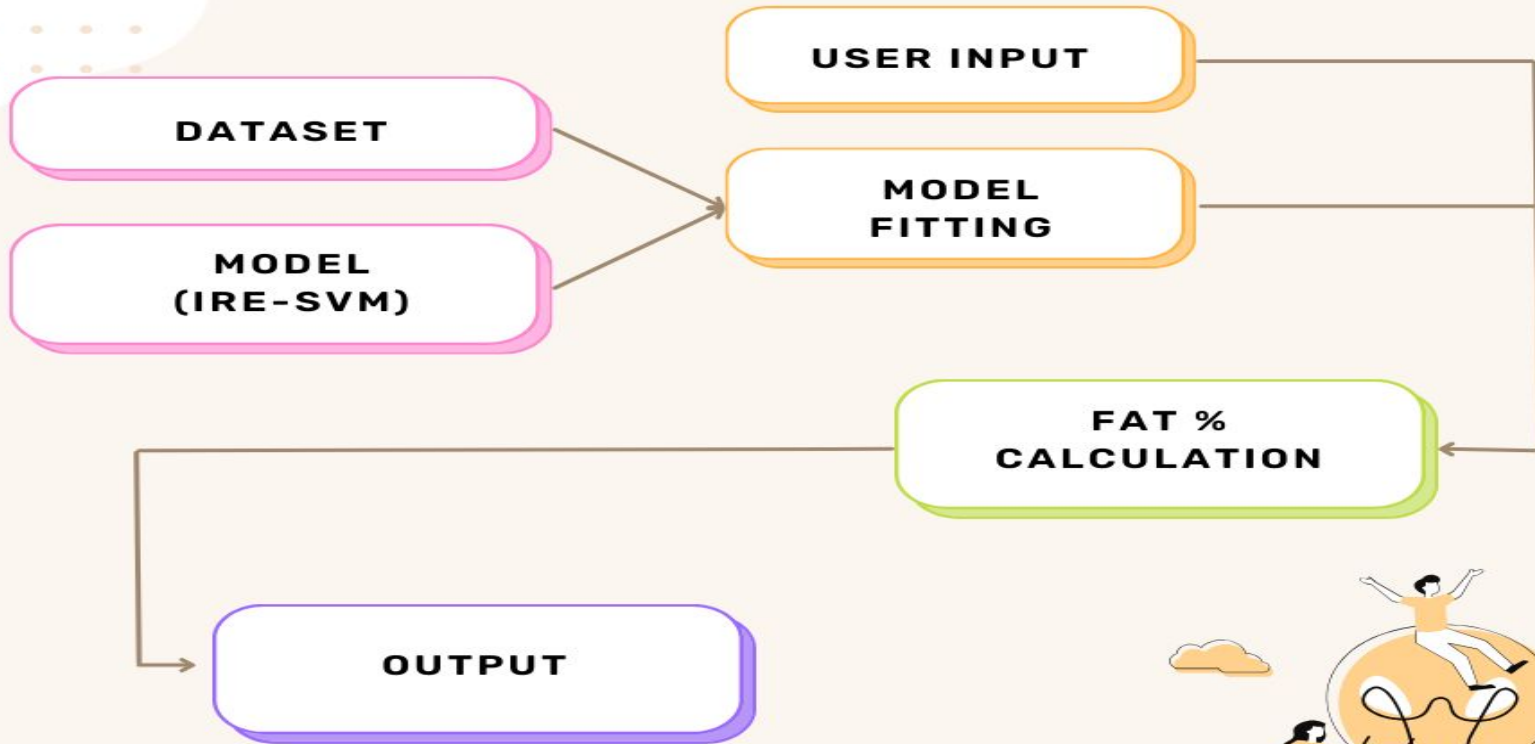 USER INPUT
DATASET
MODEL
FITTING
MODEL
(IRE-SVM)
FAT %
CALCULATION
OUTPUT